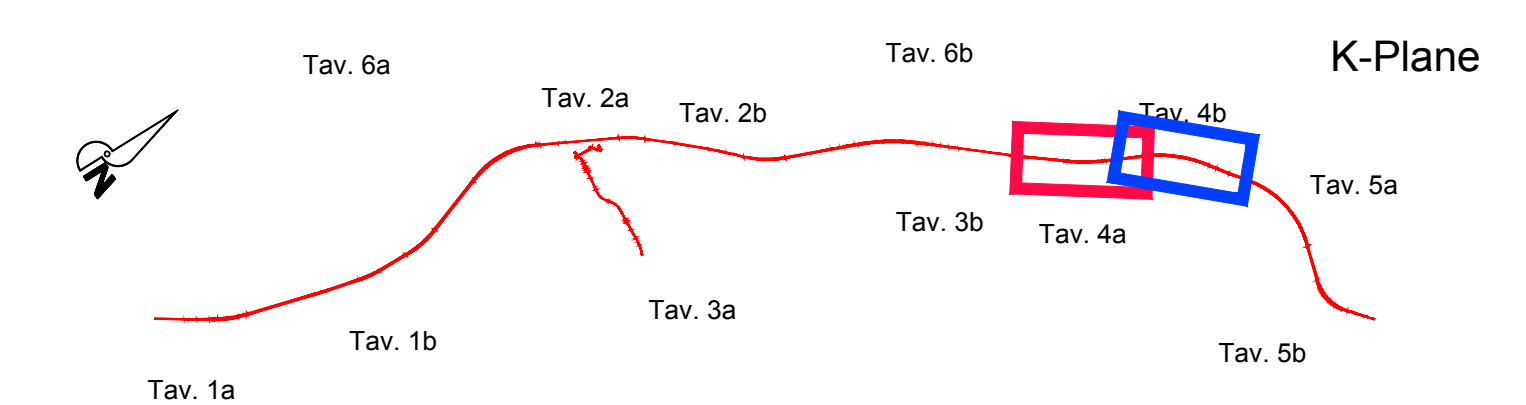 K-Plane
Tav. 6b
Tav. 6a
Tav. 2a
Tav. 2b
Tav. 4b
N
Tav. 5a
Tav. 3b
Tav. 4a
Tav. 3a
Tav. 1b
Tav. 5b
Tav. 1a